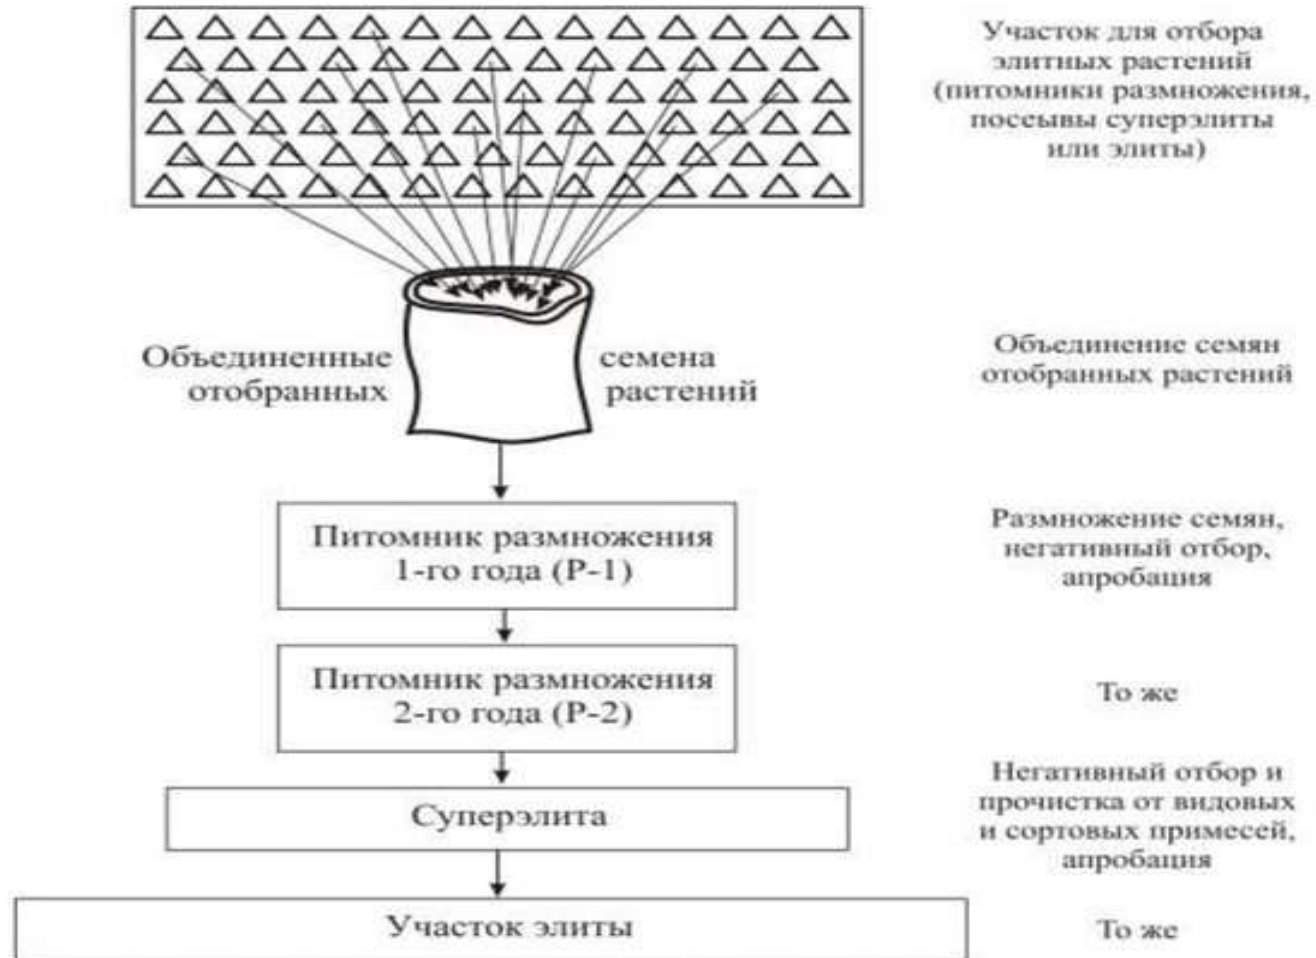 Участок для отбора
элитных растений
(питомники размножения,
посеывы суперэлиты
или элиты)
Объединенные семена
отобранных растений
Объединение семян
отобранных растений
Питомник размножения
1-го года (Р-1)
Размножение семян,
негативный отбор,
апробация
Питомник размножения
2-го года (Р-2)
То же
Суперэлита
Негативный отбор и
прочистка от видовых
и сортовых примесей,
апробация
Участок элиты
То же